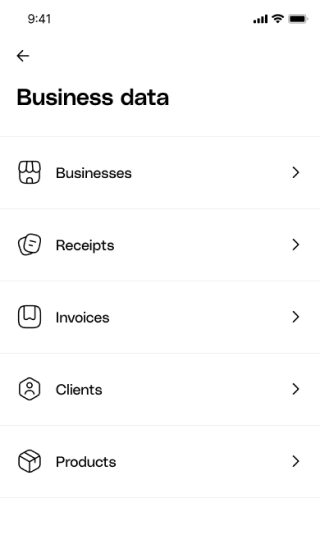 9:41
Business data
Businesses
Receipts
Invoices
Clients
Products